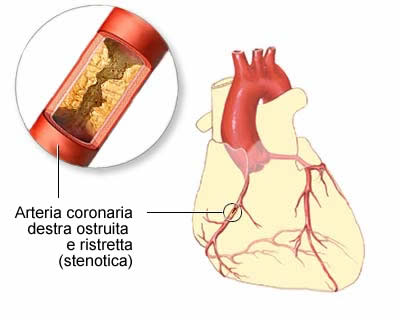 Arteria coronaria
destra ostruita
e ristretta
(stenotica)